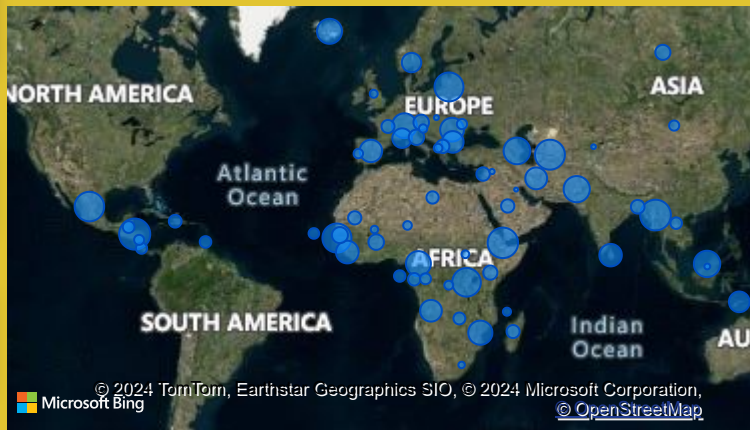 NORTH AMERICA
ASIA
EUROPE
Atlantic
Ocean
AFRICA
SOUTH AMERICA
Indian
Ocean
AU
© 2024 TomTom, Earthstar Geographics SIO, © 2024 Microsoft Corporation,
Microsoft Bing
© OpenStreetMap